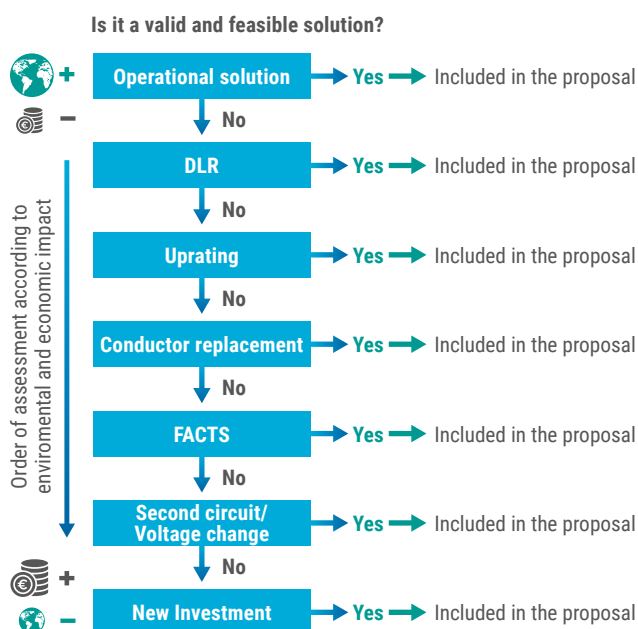 Is it a valid and feasible solution?
+
−
Operational solution
Yes
Included in the proposal
No
DLR
Yes
Included in the proposal
No
Uprating
Yes
Included in the proposal
No
Conductor replacement
Yes
Included in the proposal
No
FACTS
Yes
Included in the proposal
No
Second circuit/
Voltage change
Yes
Included in the proposal
No
New Investment
Yes
Included in the proposal
Order of assessment according to
enviromental and economic impact
€
+
−